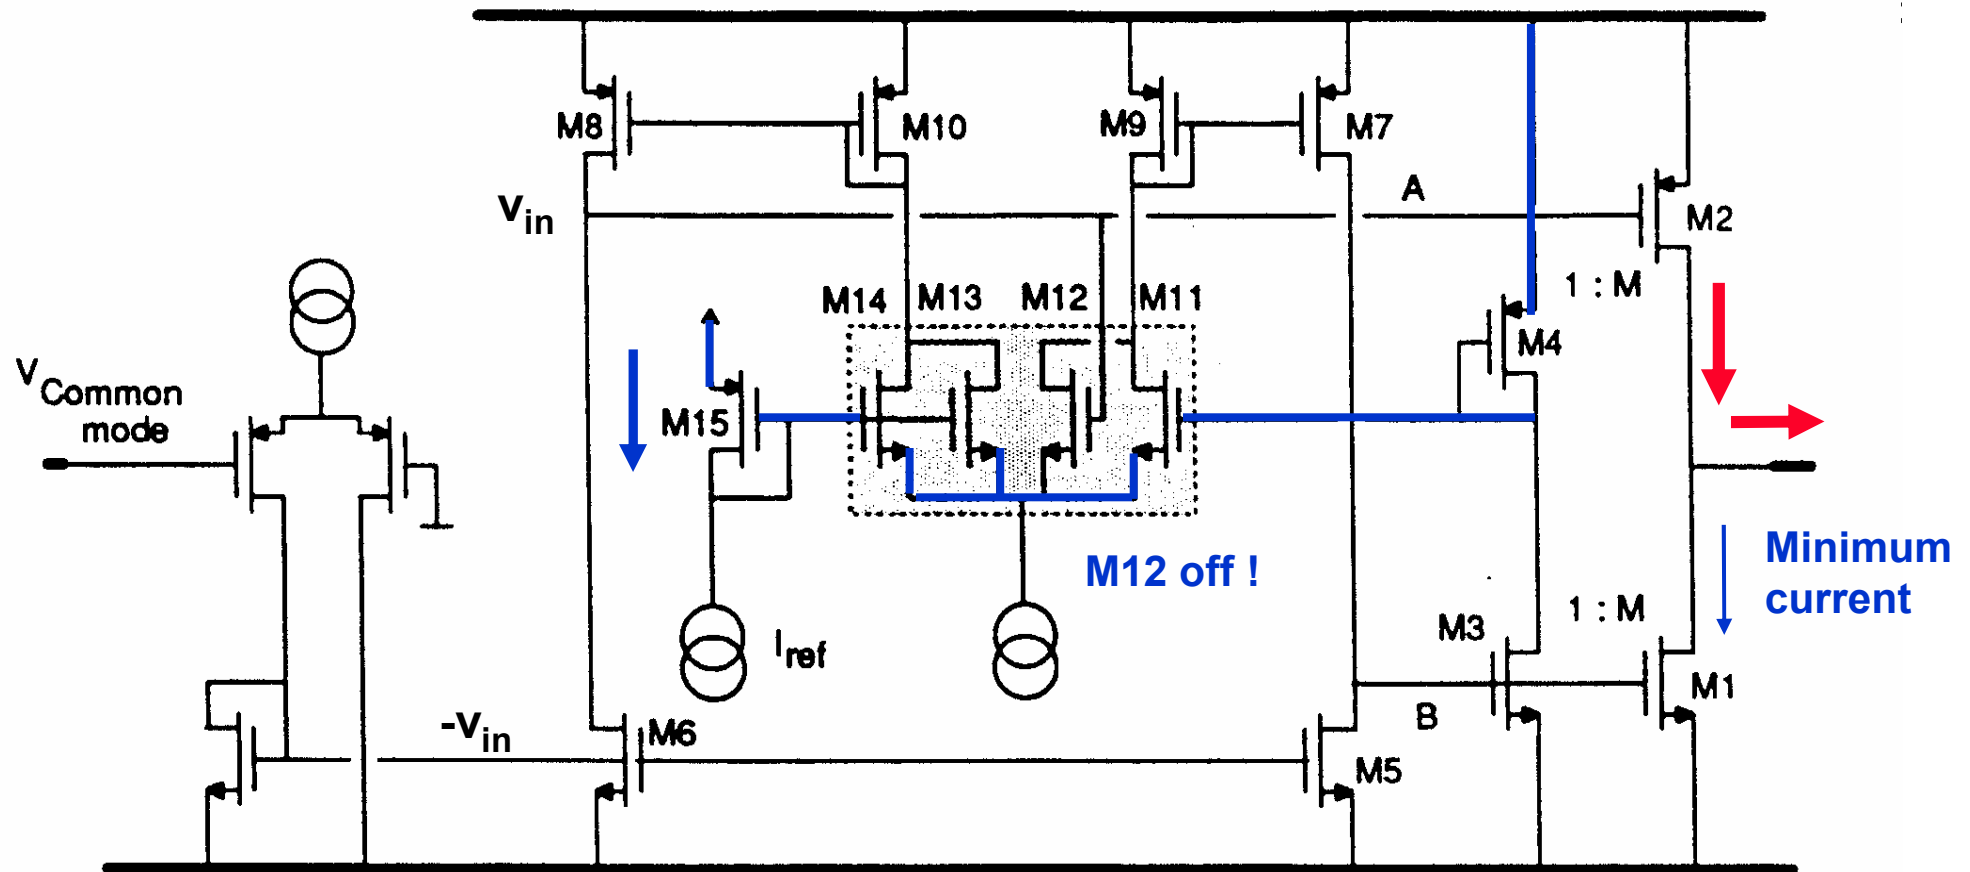 M8
M10
M9
M7
A
M2
Vin
1 : M
M14
M13
M12
M11
M4
VCommon
mode
M15
M12 off !
Minimum
current
Iref
M3
1 : M
M1
B
-Vin
M6
M5